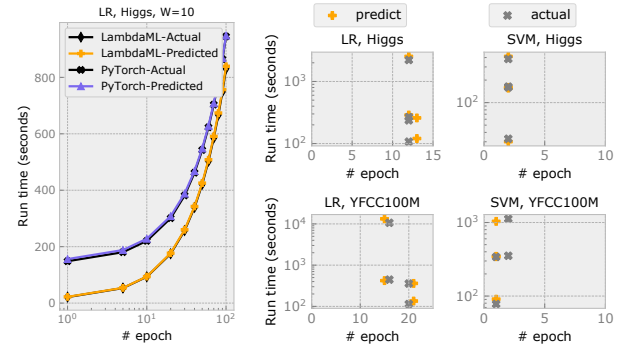 LR, Higgs, W=10
LambdaML-Actual
LambdaML-Predicted
PyTorch-Actual
PyTorch-Predicted
Run time (seconds)
800
600
400
200
0
10^0
10^1
10^2
# epoch
predict
actual
LR, Higgs
Run time (seconds)
10^3
10^2
0
5
10
15
# epoch
SVM, Higgs
10^2
0
5
10
# epoch
LR, YFCC100M
Run time (seconds)
10^4
10^3
10^2
0
10
20
# epoch
SVM, YFCC100M
10^3
10^2
0
5
10
# epoch